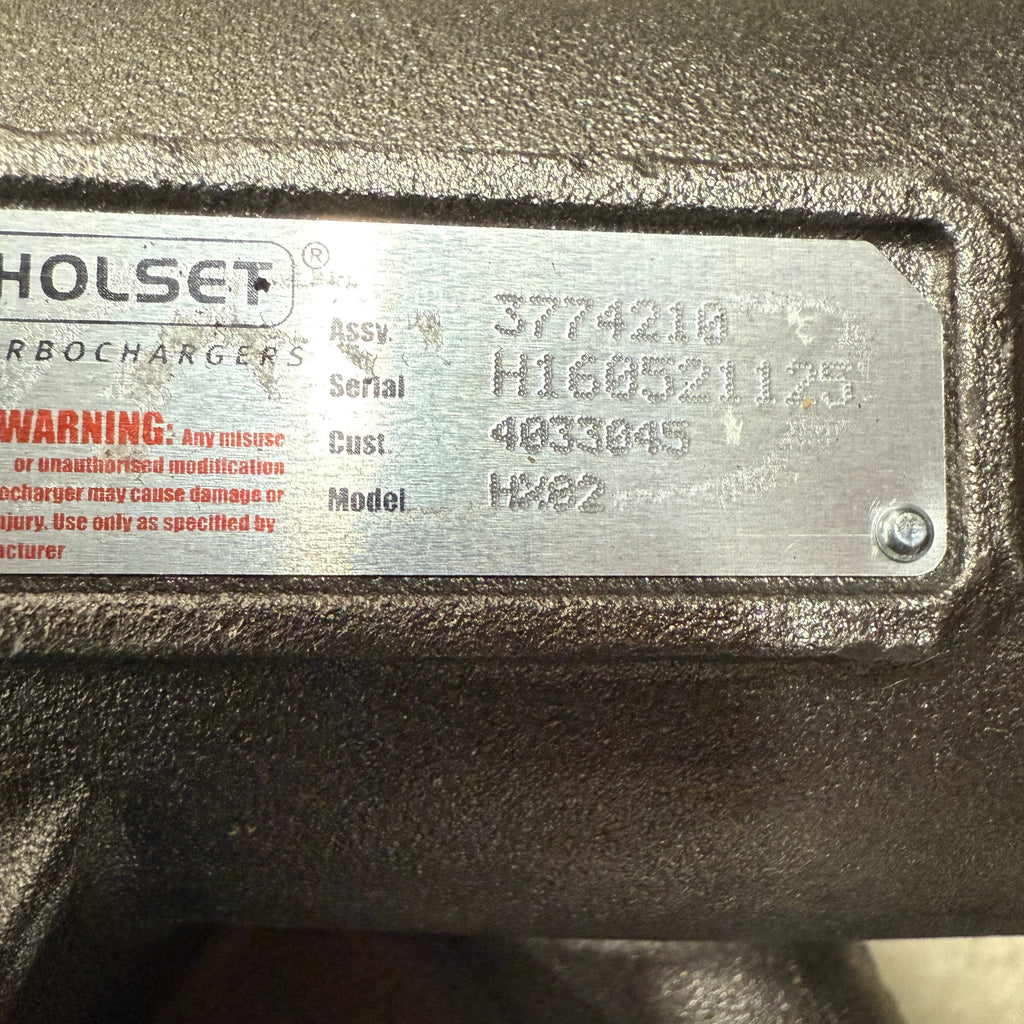 HOLSET ®
RBOCHARGERS
WARNING: Any misuse
or unauthorised modification
ocharger may cause damage or
njury. Use only as specified by
acturer
Assy. 3774210
Serial H160521125
Cust. 4033045
Model HX82